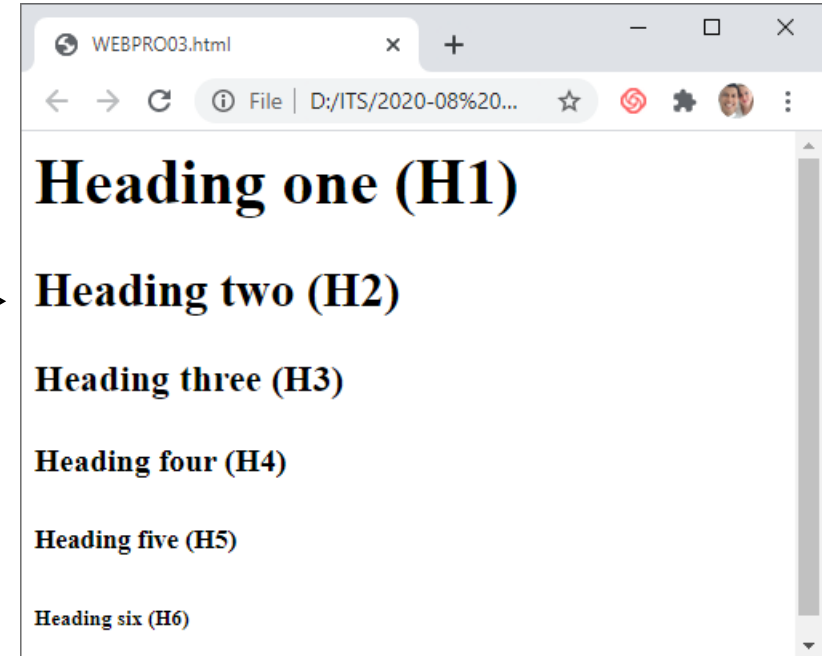 WEBPRO03.html
File | D:/ITS/2020-08%20...
Heading one (H1)
Heading two (H2)
Heading three (H3)
Heading four (H4)
Heading five (H5)
Heading six (H6)